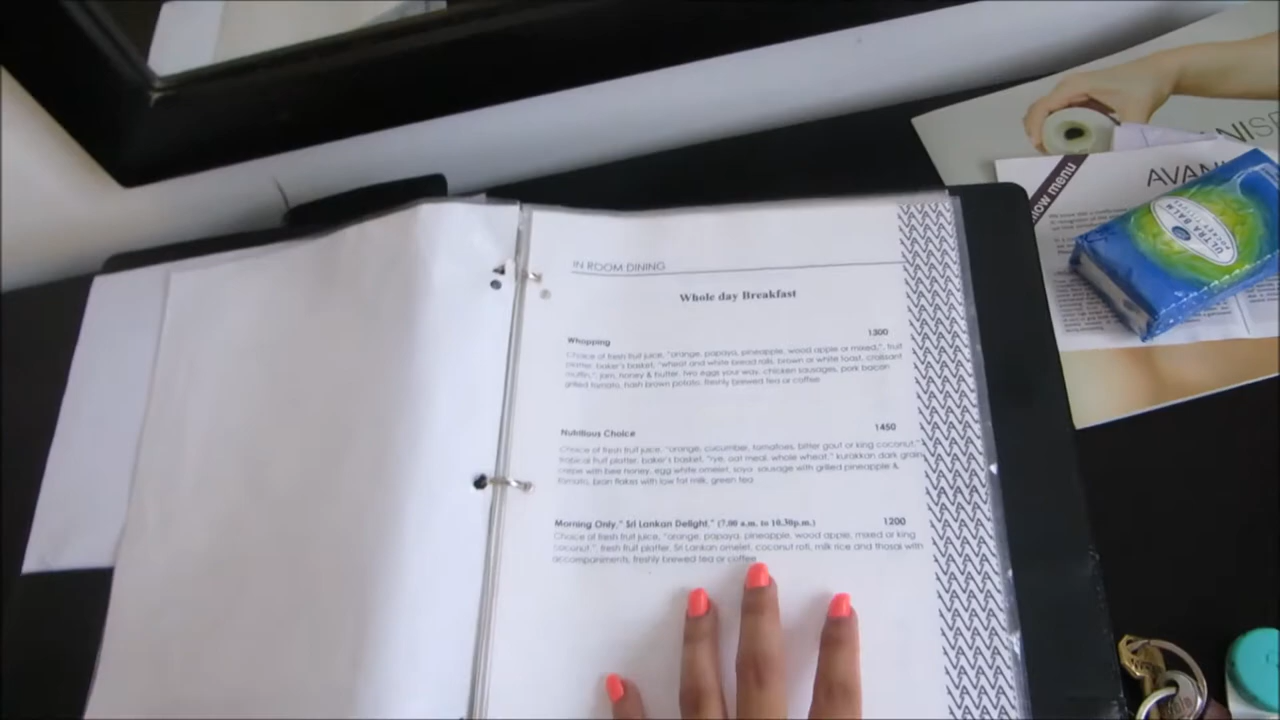 IN ROOM DINING
Whole day Breakfast
Whopping 1300
Choice of fresh fruit juice, "orange, papaya, pineapple, wood apple or mixed,", fruit
platter, baker's basket, "wheat and white bread rolls, brown or white toast, croissant
muffin,", jam, honey & butter, two eggs your way, chicken sausages, pork bacon
grilled tomato, hash brown potato, freshly brewed tea or coffee
Nutritious Choice 1450
Choice of fresh fruit juice, "orange, cucumber, tomatoes, bitter gout or king coconut,"
tropical fruit platter, baker's basket, "rye, oat meal, whole wheat," kurakkan dark grain
crepe with bee honey, egg white omelet, soya sausage with grilled pineapple &
tomato, bran flakes with low fat milk, green tea
Morning Only," Sri Lankan Delight," (7.00 a.m. to 10.30p.m.) 1200
Choice of fresh fruit juice, "orange, papaya, pineapple, wood apple, mixed or king
coconut,", fresh fruit platter, Sri Lankan omelet, coconut roti, milk rice and thosai with
accompaniments, freshly brewed tea or coffee
AVANI
ULTRA BALM
POCKET TISSUES